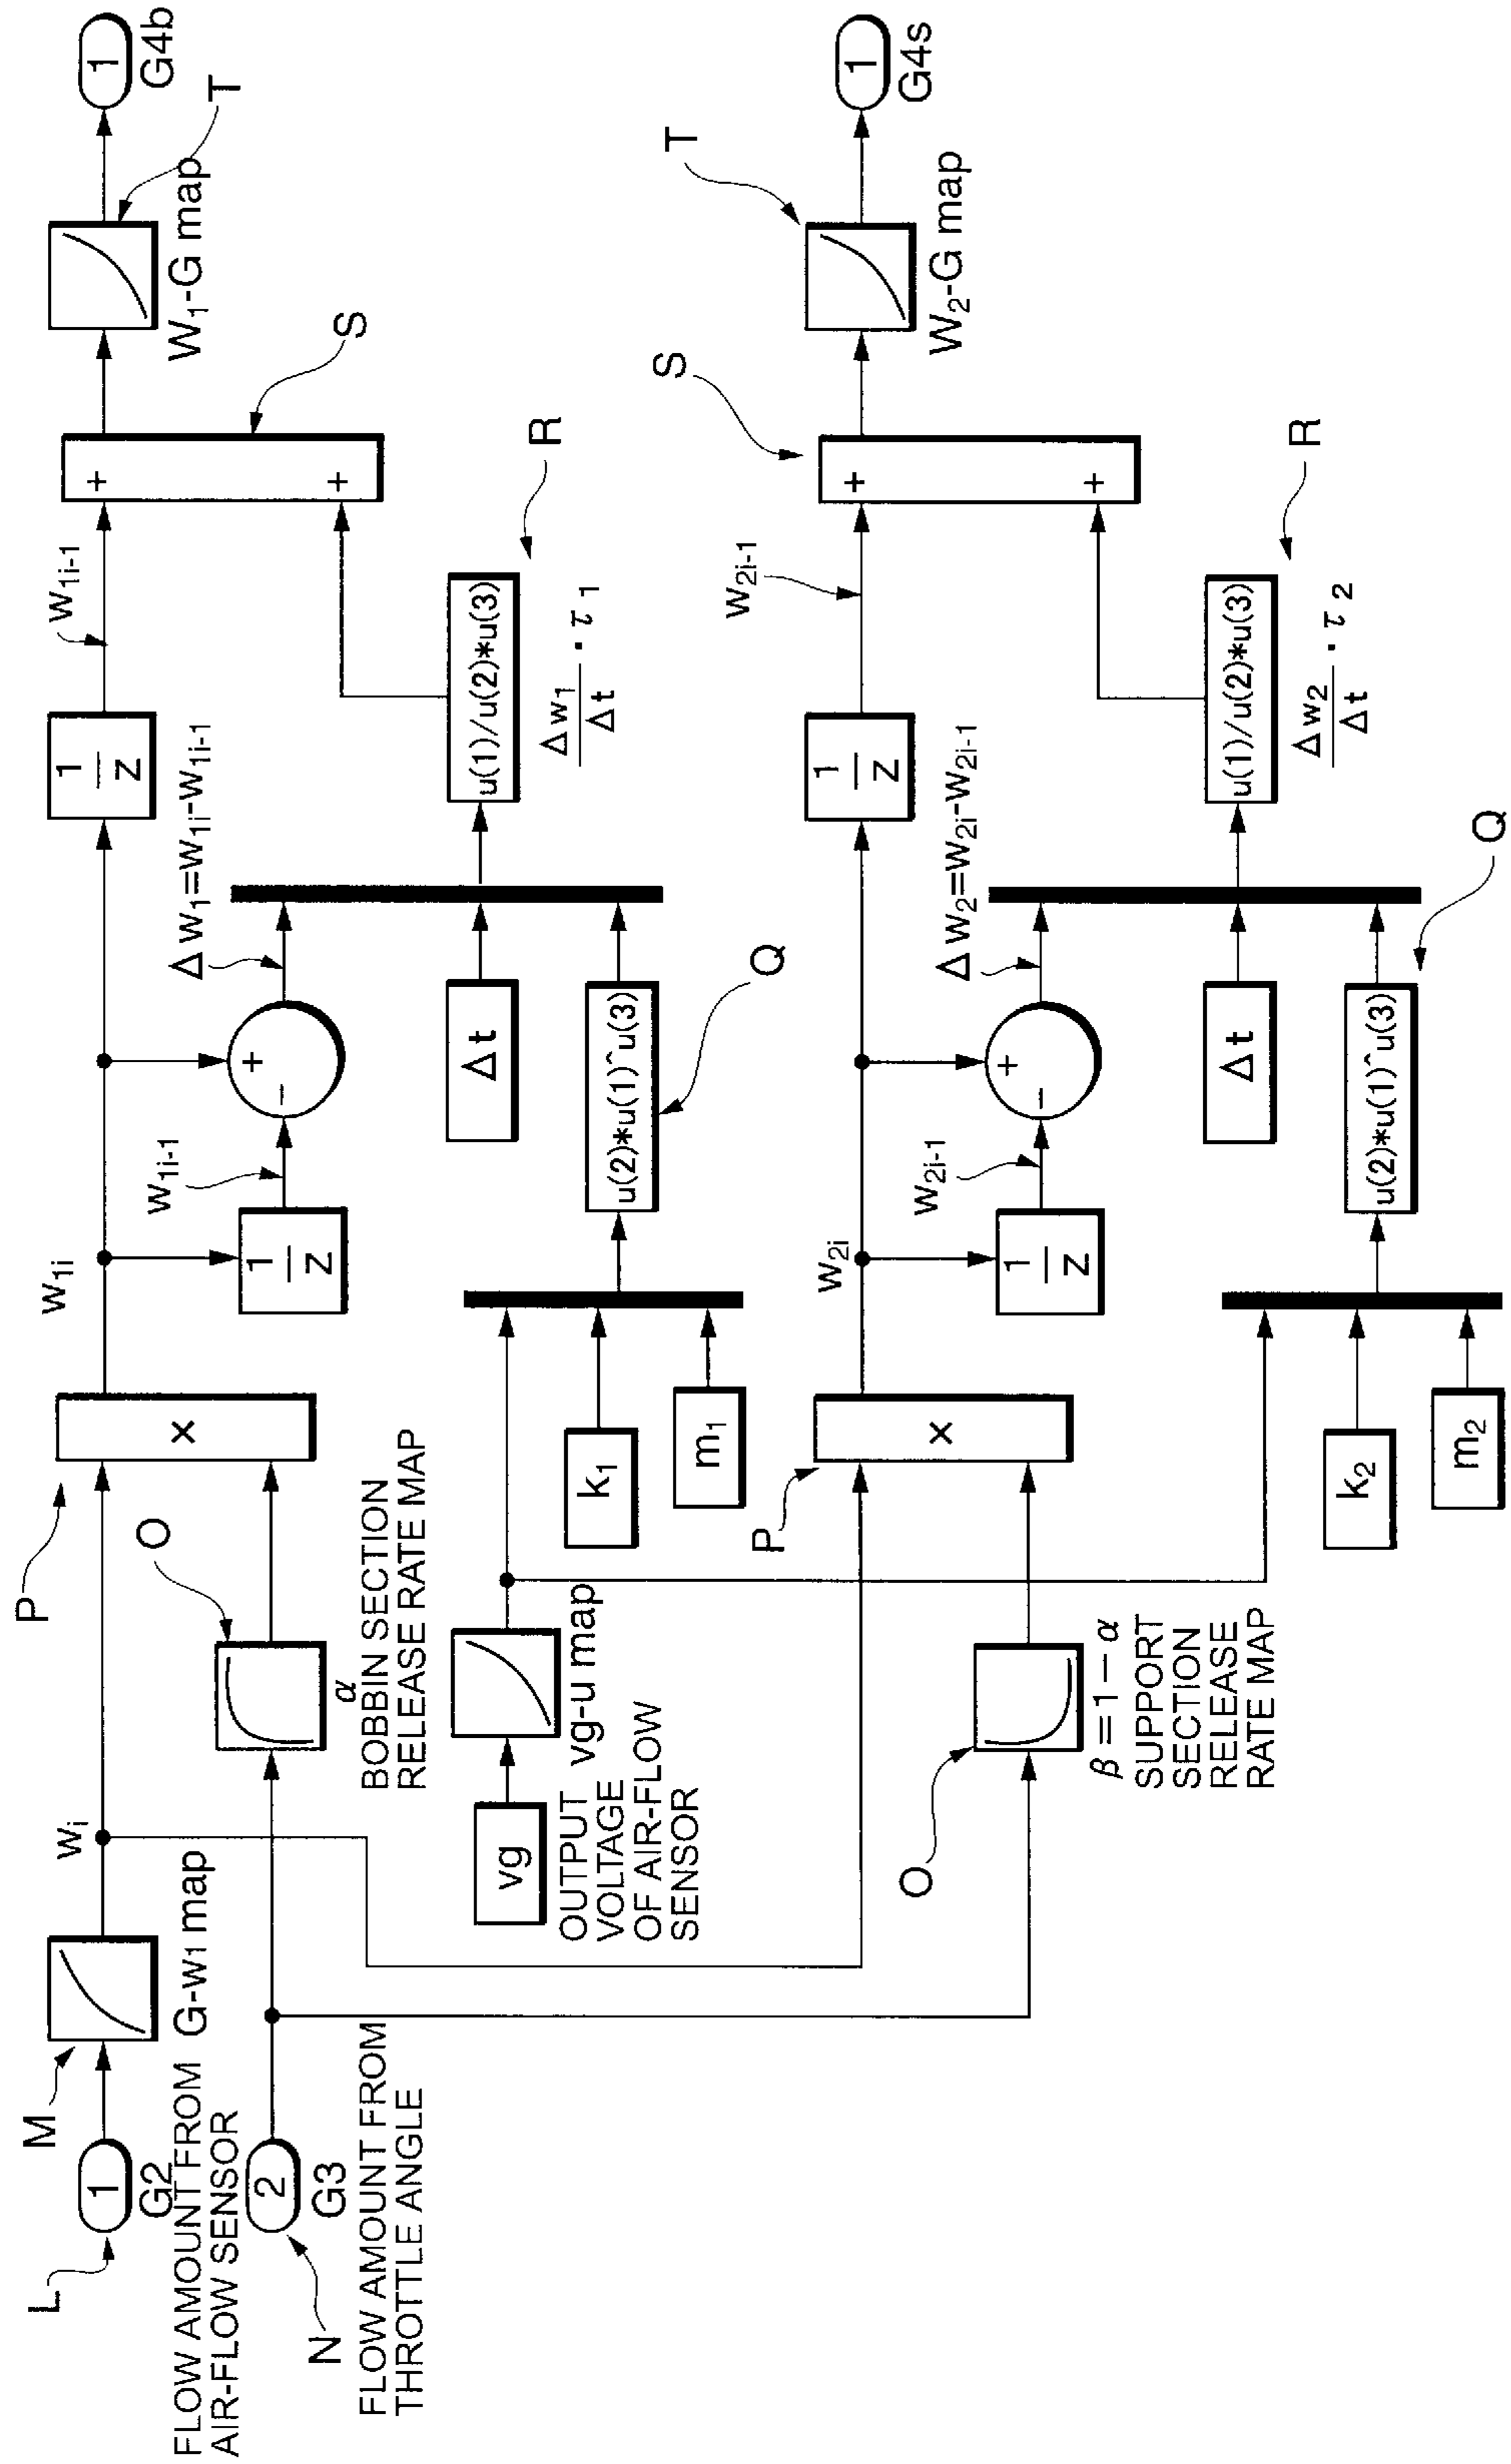 L
1
G2
FLOW AMOUNT FROM
AIR-FLOW SENSOR
M
G-w1 map
wi
P
×
w1i
1
z
w1i-1
+
−
Δw1=w1i-w1i-1
1
z
w1i-1
+
+
S
W1-G map
T
1
G4b
N
2
G3
FLOW AMOUNT FROM
THROTTLE ANGLE
O
α
BOBBIN SECTION
RELEASE RATE MAP
vg
OUTPUT
VOLTAGE
OF AIR-FLOW
SENSOR
vg-u map
k1
m1
Δt
u(2)*u(1)^u(3)
Q
u(1)/u(2)*u(3)
Δw1
Δt
· τ1
R
O
β=1−α
SUPPORT
SECTION
RELEASE
RATE MAP
P
×
w2i
1
z
w2i-1
+
−
Δw2=w2i-w2i-1
1
z
w2i-1
+
+
S
W2-G map
T
1
G4s
k2
m2
Δt
u(2)*u(1)^u(3)
Q
u(1)/u(2)*u(3)
Δw2
Δt
· τ2
R